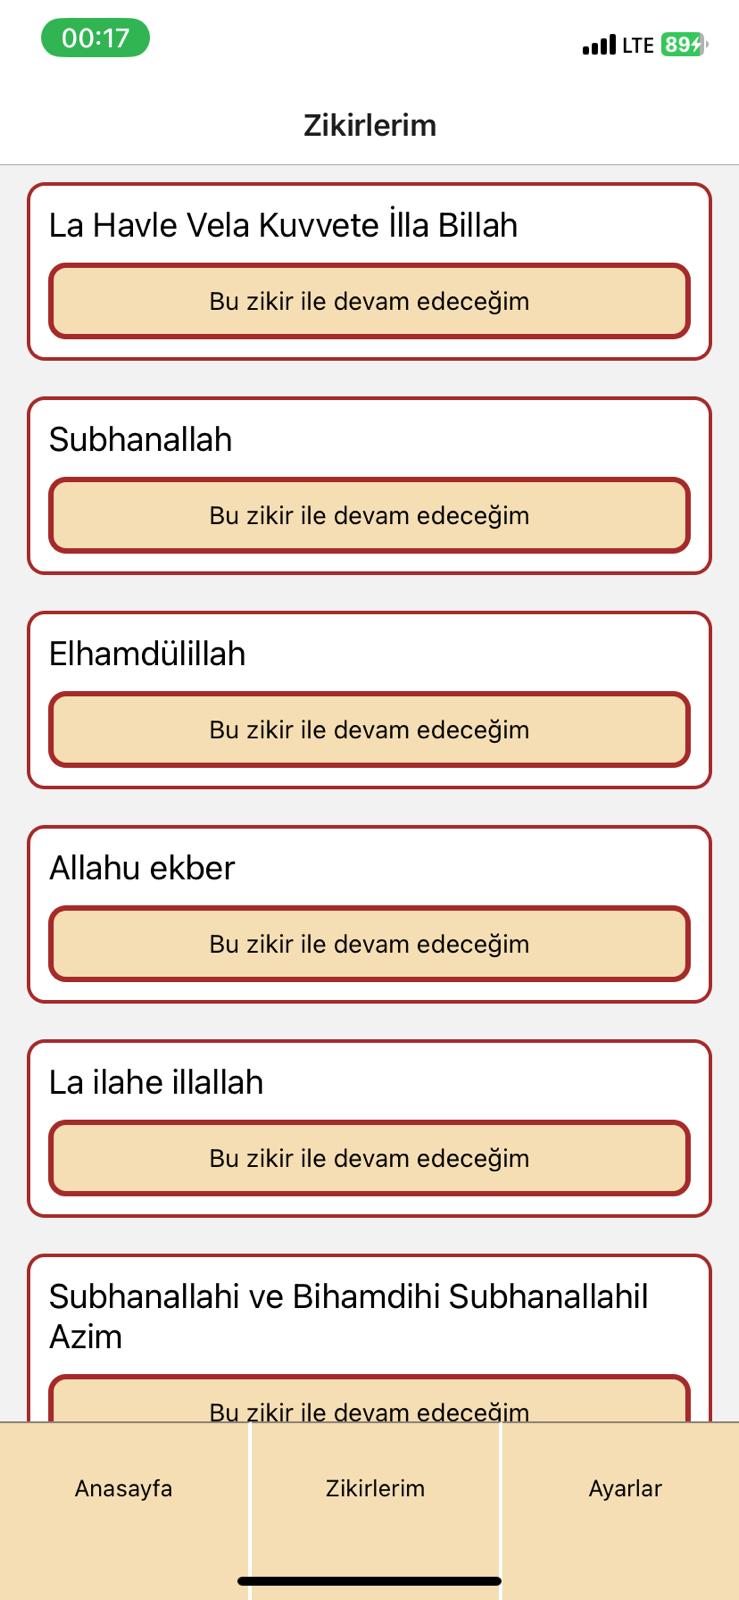 00:17
LTE 89
Zikirlerim
La Havle Vela Kuvvete İlla Billah
Bu zikir ile devam edeceğim
Subhanallah
Bu zikir ile devam edeceğim
Elhamdülillah
Bu zikir ile devam edeceğim
Allahu ekber
Bu zikir ile devam edeceğim
La ilahe illallah
Bu zikir ile devam edeceğim
Subhanallahi ve Bihamdihi Subhanallahil
Azim
Bu zikir ile devam edeceğim
Anasayfa Zikirlerim Ayarlar